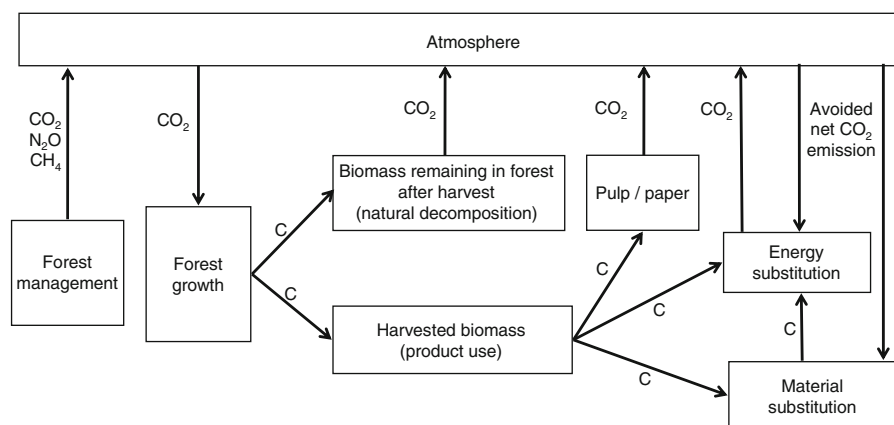 Atmosphere
CO₂
N₂O
CH₄
CO₂
CO₂
CO₂
CO₂
Avoided
net CO₂
emission
Biomass remaining in forest
after harvest
(natural decomposition)
Pulp / paper
Forest
management
Forest
growth
C
C
Harvested biomass
(product use)
C
C
C
Energy
substitution
C
Material
substitution